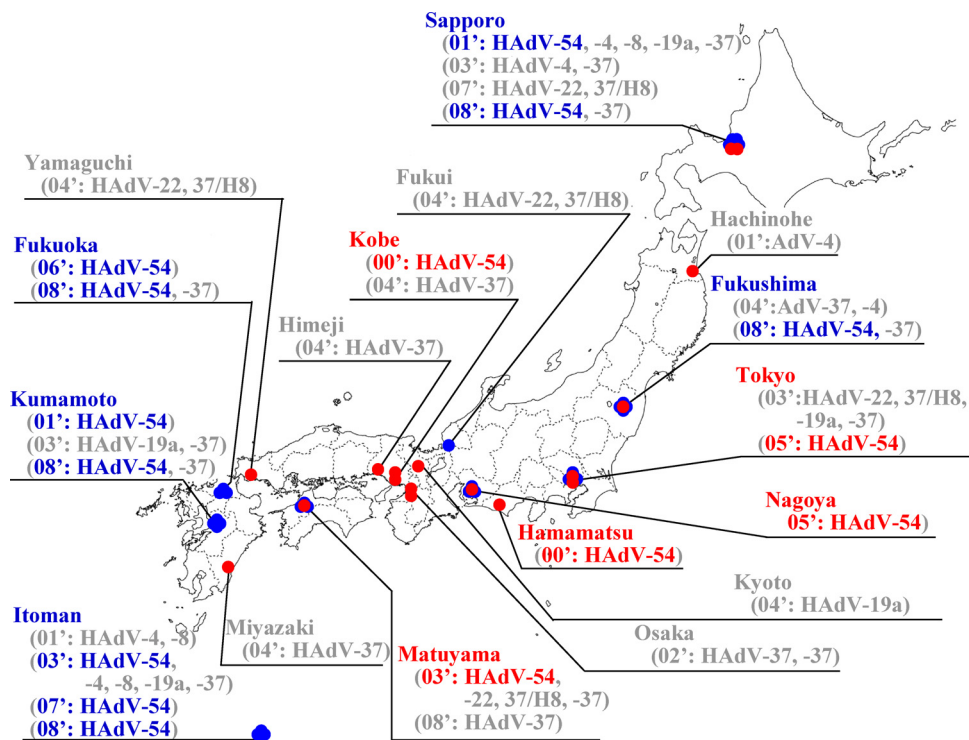 Sapporo
(01’: HAdV-54, -4, -8, -19a, -37)
(03’: HAdV-4, -37)
(07’: HAdV-22, 37/H8)
(08’: HAdV-54, -37)
Yamaguchi
(04’: HAdV-22, 37/H8)
Fukui
(04’: HAdV-22, 37/H8)
Hachinohe
(01’:AdV-4)
Fukuoka
(06’: HAdV-54)
(08’: HAdV-54, -37)
Kobe
(00’: HAdV-54)
(04’: HAdV-37)
Fukushima
(04’:AdV-37, -4)
(08’: HAdV-54, -37)
Himeji
(04’: HAdV-37)
Tokyo
(03’:HAdV-22, 37/H8,
-19a, -37)
(05’: HAdV-54)
Kumamoto
(01’: HAdV-54)
(03’: HAdV-19a, -37)
(08’: HAdV-54, -37)
Nagoya
05’: HAdV-54)
Hamamatsu
(00’: HAdV-54)
Kyoto
(04’: HAdV-19a)
Itoman
(01’: HAdV-4, -8)
(03’: HAdV-54,
-4, -8, -19a, -37)
(07’: HAdV-54)
(08’: HAdV-54)
Miyazaki
(04’: HAdV-37)
Matuyama
(03’: HAdV-54,
-22, 37/H8, -37)
(08’: HAdV-37)
Osaka
(02’: HAdV-37, -37)